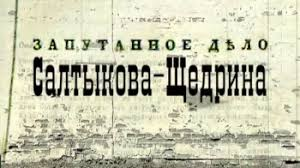 ЗАПУТАННОЕ ДѢЛО
Салтыкова-Щедрина